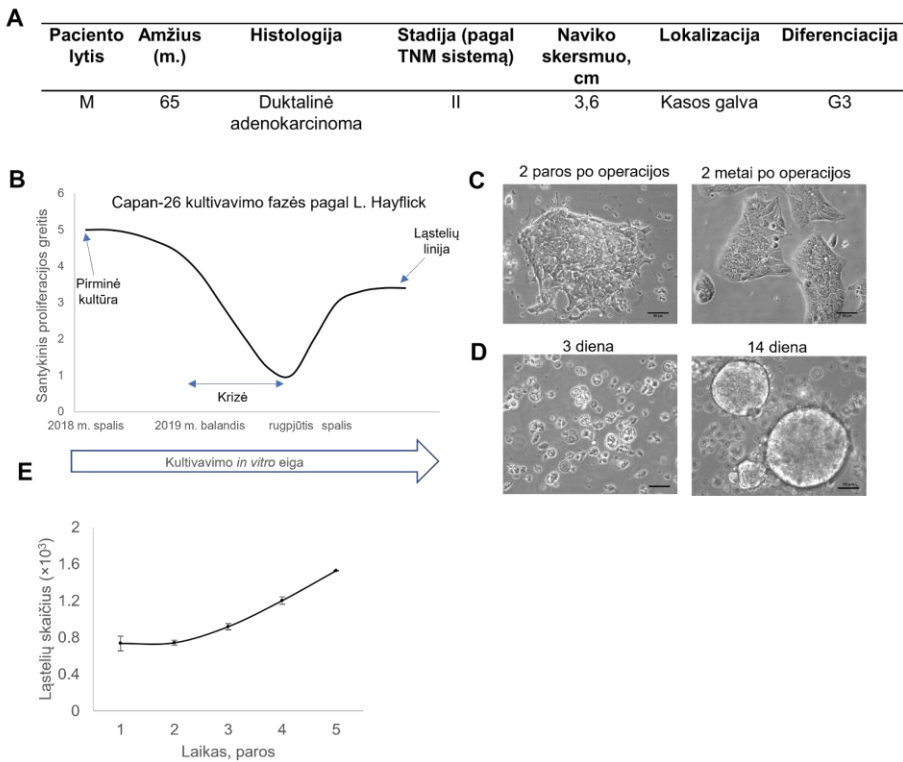 A
Paciento lytis
Amžius (m.)
Histologija
Stadija (pagal TNM sistemą)
Naviko skersmuo, cm
Lokalizacija
Diferenciacija
M
65
Duktalinė adenokarcinoma
II
3,6
Kasos galva
G3
B
Capan-26 kultivavimo fazės pagal L. Hayflick
Santykinis proliferacijos greitis
6
5
4
3
2
1
0
Pirminė
kultūra
Krizė
Ląstelių
linija
2018 m. spalis
2019 m. balandis
rugpjūtis
spalis
Kultivavimo in vitro eiga
C
2 paros po operacijos
2 metai po operacijos
D
3 diena
14 diena
E
Ląstelių skaičius (×10³)
2
1.6
1.2
0.8
0.4
0
1
2
3
4
5
Laikas, paros